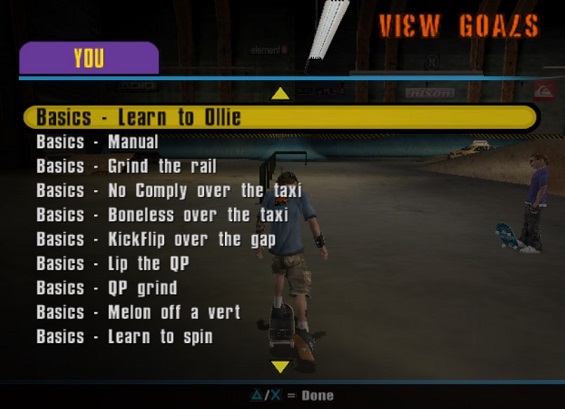 VIEW GOALS
YOU
element
Basics - Learn to Ollie
Basics - Manual
Basics - Grind the rail
Basics - No Comply over the taxi
Basics - Boneless over the taxi
Basics - KickFlip over the gap
Basics - Lip the QP
Basics - QP grind
Basics - Melon off a vert
Basics - Learn to spin
△/X = Done